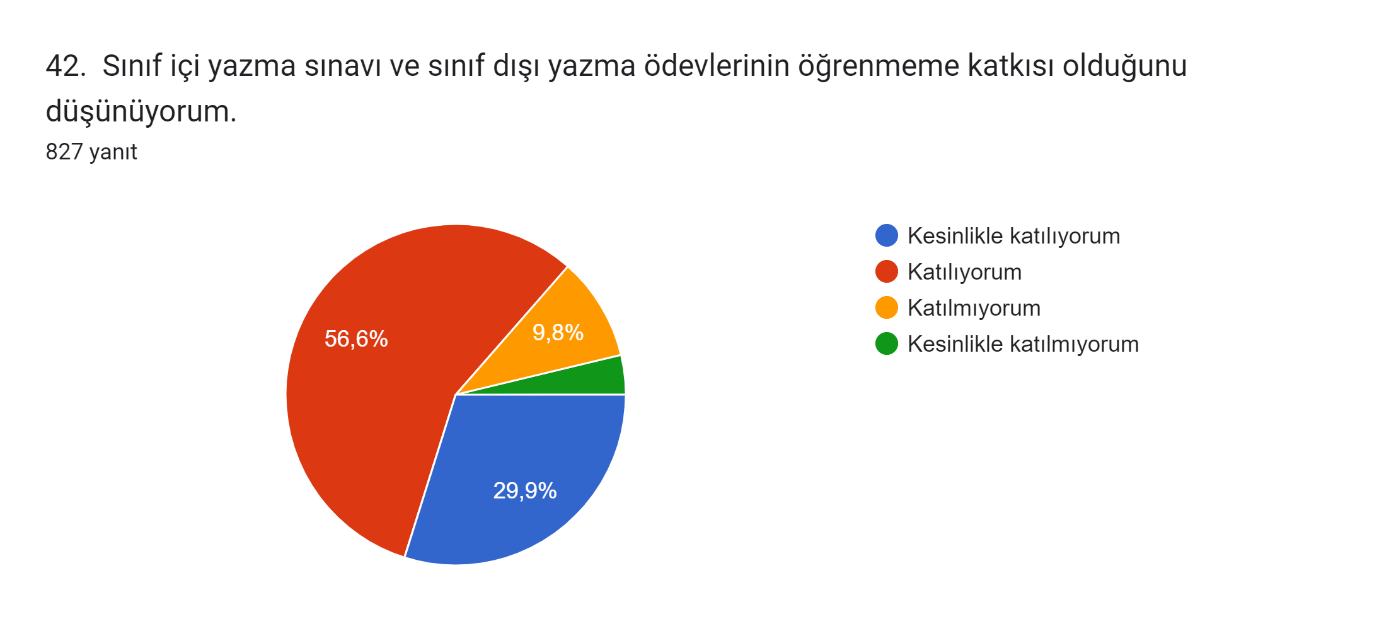 42.  Sınıf içi yazma sınavı ve sınıf dışı yazma ödevlerinin öğrenmeme katkısı olduğunu
düşünüyorum.
827 yanıt
Kesinlikle katılıyorum
Katılıyorum
Katılmıyorum
Kesinlikle katılmıyorum
56,6%
9,8%
29,9%